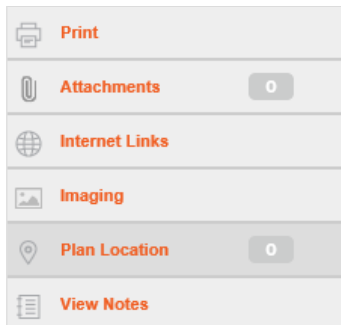 Print
Attachments 0
Internet Links
Imaging
Plan Location 0
View Notes